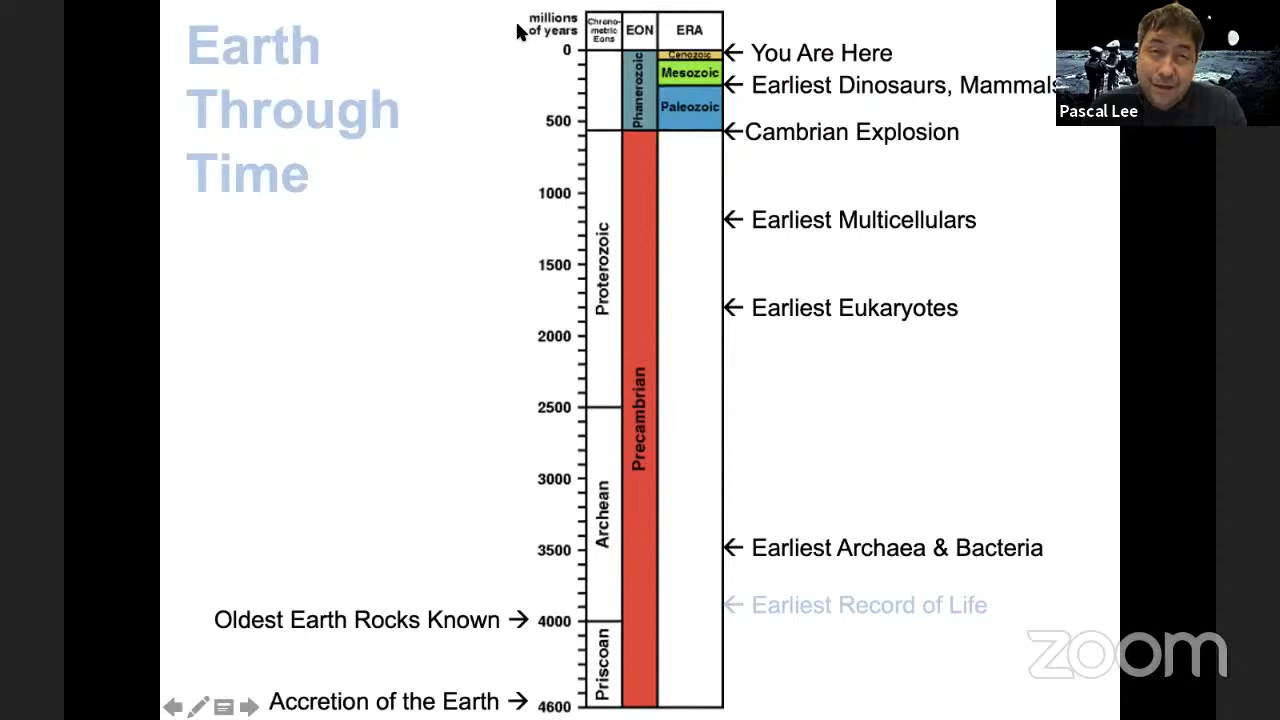 Earth
Through
Time
millions
of years
Chrono-
metric
Eons
EON
ERA
0
500
1000
1500
2000
2500
3000
3500
4000
4600
Proterozoic
Archean
Priscoan
Phanerozoic
Precambrian
Cenozoic
Mesozoic
Paleozoic
← You Are Here
← Earliest Dinosaurs, Mammals
←Cambrian Explosion
← Earliest Multicellulars
← Earliest Eukaryotes
← Earliest Archaea & Bacteria
← Earliest Record of Life
Oldest Earth Rocks Known →
Accretion of the Earth →
Pascal Lee
zoom